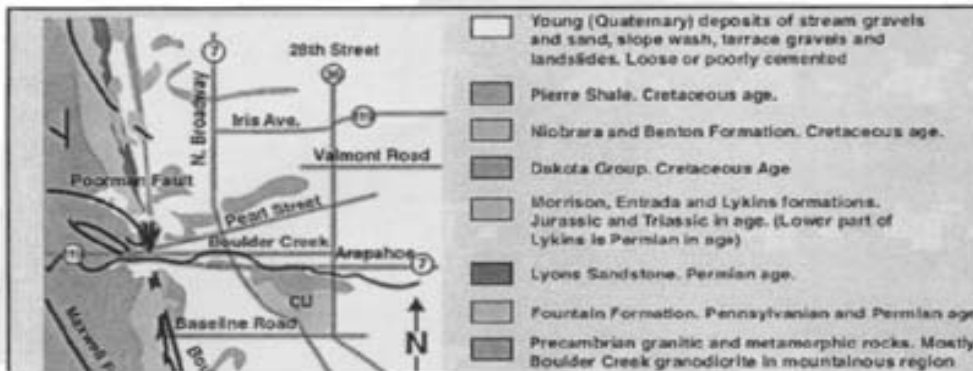 7
28th Street
36
N. Broadway
Iris Ave.
Valmont Road
Poorman Fault
Pearl Street
Boulder Creek
Arapahoe
7
CU
Baseline Road
Maxwell
N
Young (Quaternary) deposits of stream gravels
and sand, slope wash, terrace gravels and
landslides. Loose or poorly cemented
Pierre Shale. Cretaceous age.
Niobrara and Benton Formation. Cretaceous age.
Dakota Group. Cretaceous Age
Morrison, Entrada and Lykins formations.
Jurassic and Triassic in age. (Lower part of
Lykins is Permian in age)
Lyons Sandstone. Permian age.
Fountain Formation. Pennsylvanian and Permian age
Precambrian granitic and metamorphic rocks. Mostly
Boulder Creek granodiorite in mountainous region